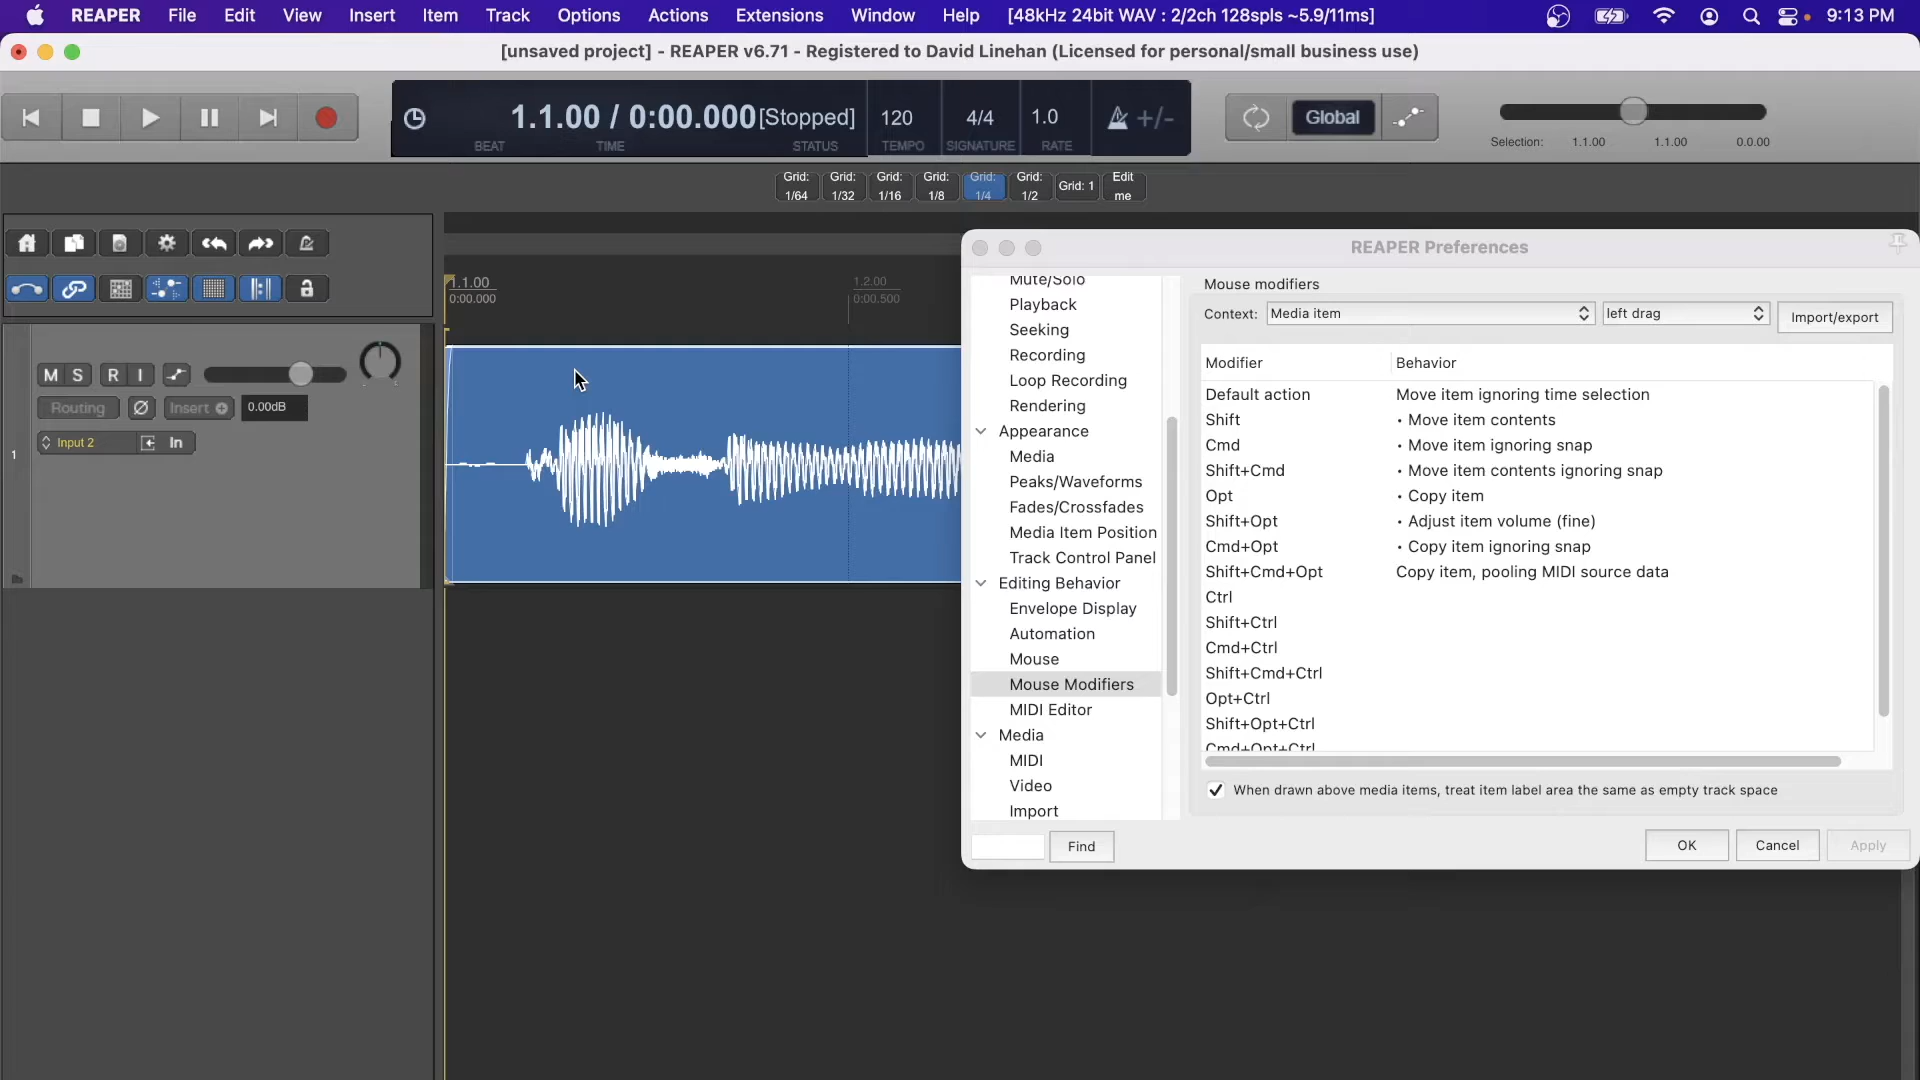 REAPER File Edit View Insert Item Track Options Actions Extensions Window Help [48kHz 24bit WAV : 2/2ch 128spls ~5.9/11ms] 9:13 PM
[unsaved project] - REAPER v6.71 - Registered to David Linehan (Licensed for personal/small business use)
1.1.00 / 0:00.000 [Stopped] 120 4/4 1.0 +/- Global
BEAT TIME STATUS TEMPO SIGNATURE RATE
Selection: 1.1.00 1.1.00 0.0.00
Grid: 1/64
Grid: 1/32
Grid: 1/16
Grid: 1/8
Grid: 1/4
Grid: 1/2
Grid: 1
Edit me
1.1.00
0:00.000
1.2.00
0:00.500
M S R I
Routing Ø Insert 0.00dB
Input 2 In
1
REAPER Preferences
Mute/Solo
Playback
Seeking
Recording
Loop Recording
Rendering
Appearance
Media
Peaks/Waveforms
Fades/Crossfades
Media Item Position
Track Control Panel
Editing Behavior
Envelope Display
Automation
Mouse
Mouse Modifiers
MIDI Editor
Media
MIDI
Video
Import
Find
Mouse modifiers
Context: Media item left drag Import/export
Modifier Behavior
Default action Move item ignoring time selection
Shift • Move item contents
Cmd • Move item ignoring snap
Shift+Cmd • Move item contents ignoring snap
Opt • Copy item
Shift+Opt • Adjust item volume (fine)
Cmd+Opt • Copy item ignoring snap
Shift+Cmd+Opt Copy item, pooling MIDI source data
Ctrl
Shift+Ctrl
Cmd+Ctrl
Shift+Cmd+Ctrl
Opt+Ctrl
Shift+Opt+Ctrl
Cmd+Opt+Ctrl
When drawn above media items, treat item label area the same as empty track space
OK Cancel Apply